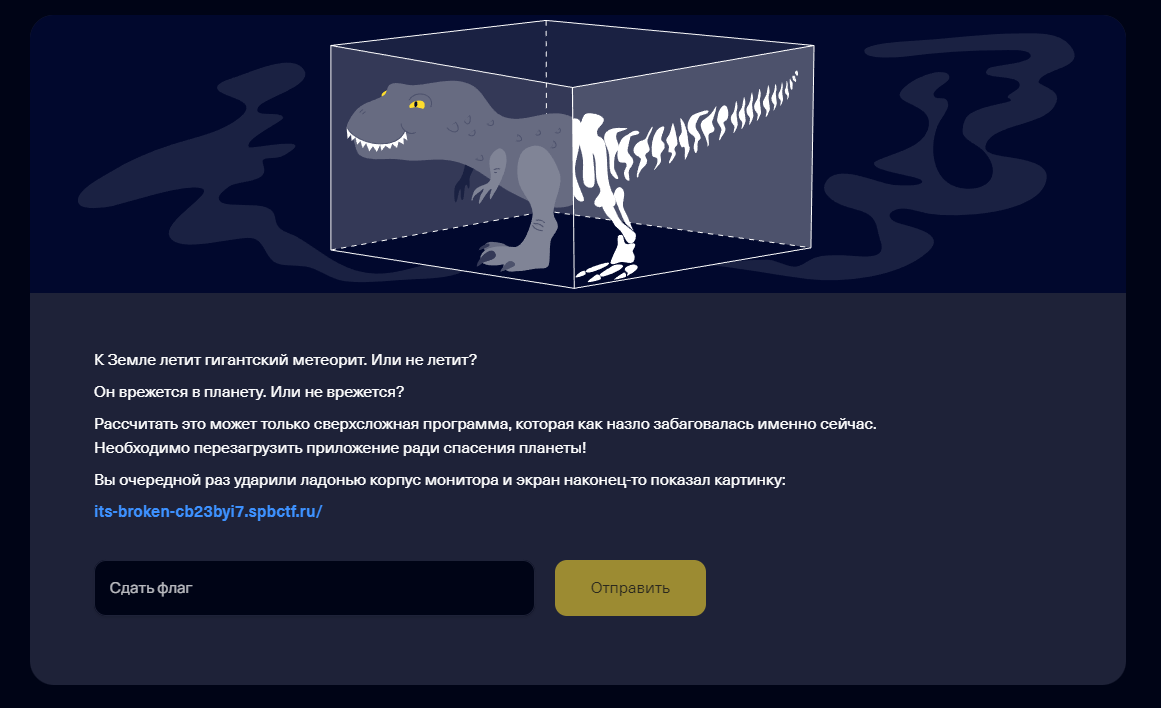 К Земле летит гигантский метеорит. Или не летит?
Он врежется в планету. Или не врежется?
Рассчитать это может только сверхсложная программа, которая как назло забаговалась именно сейчас.
Необходимо перезагрузить приложение ради спасения планеты!
Вы очередной раз ударили ладонью корпус монитора и экран наконец-то показал картинку:
its-broken-cb23byi7.spbctf.ru/
Сдать флаг
Отправить